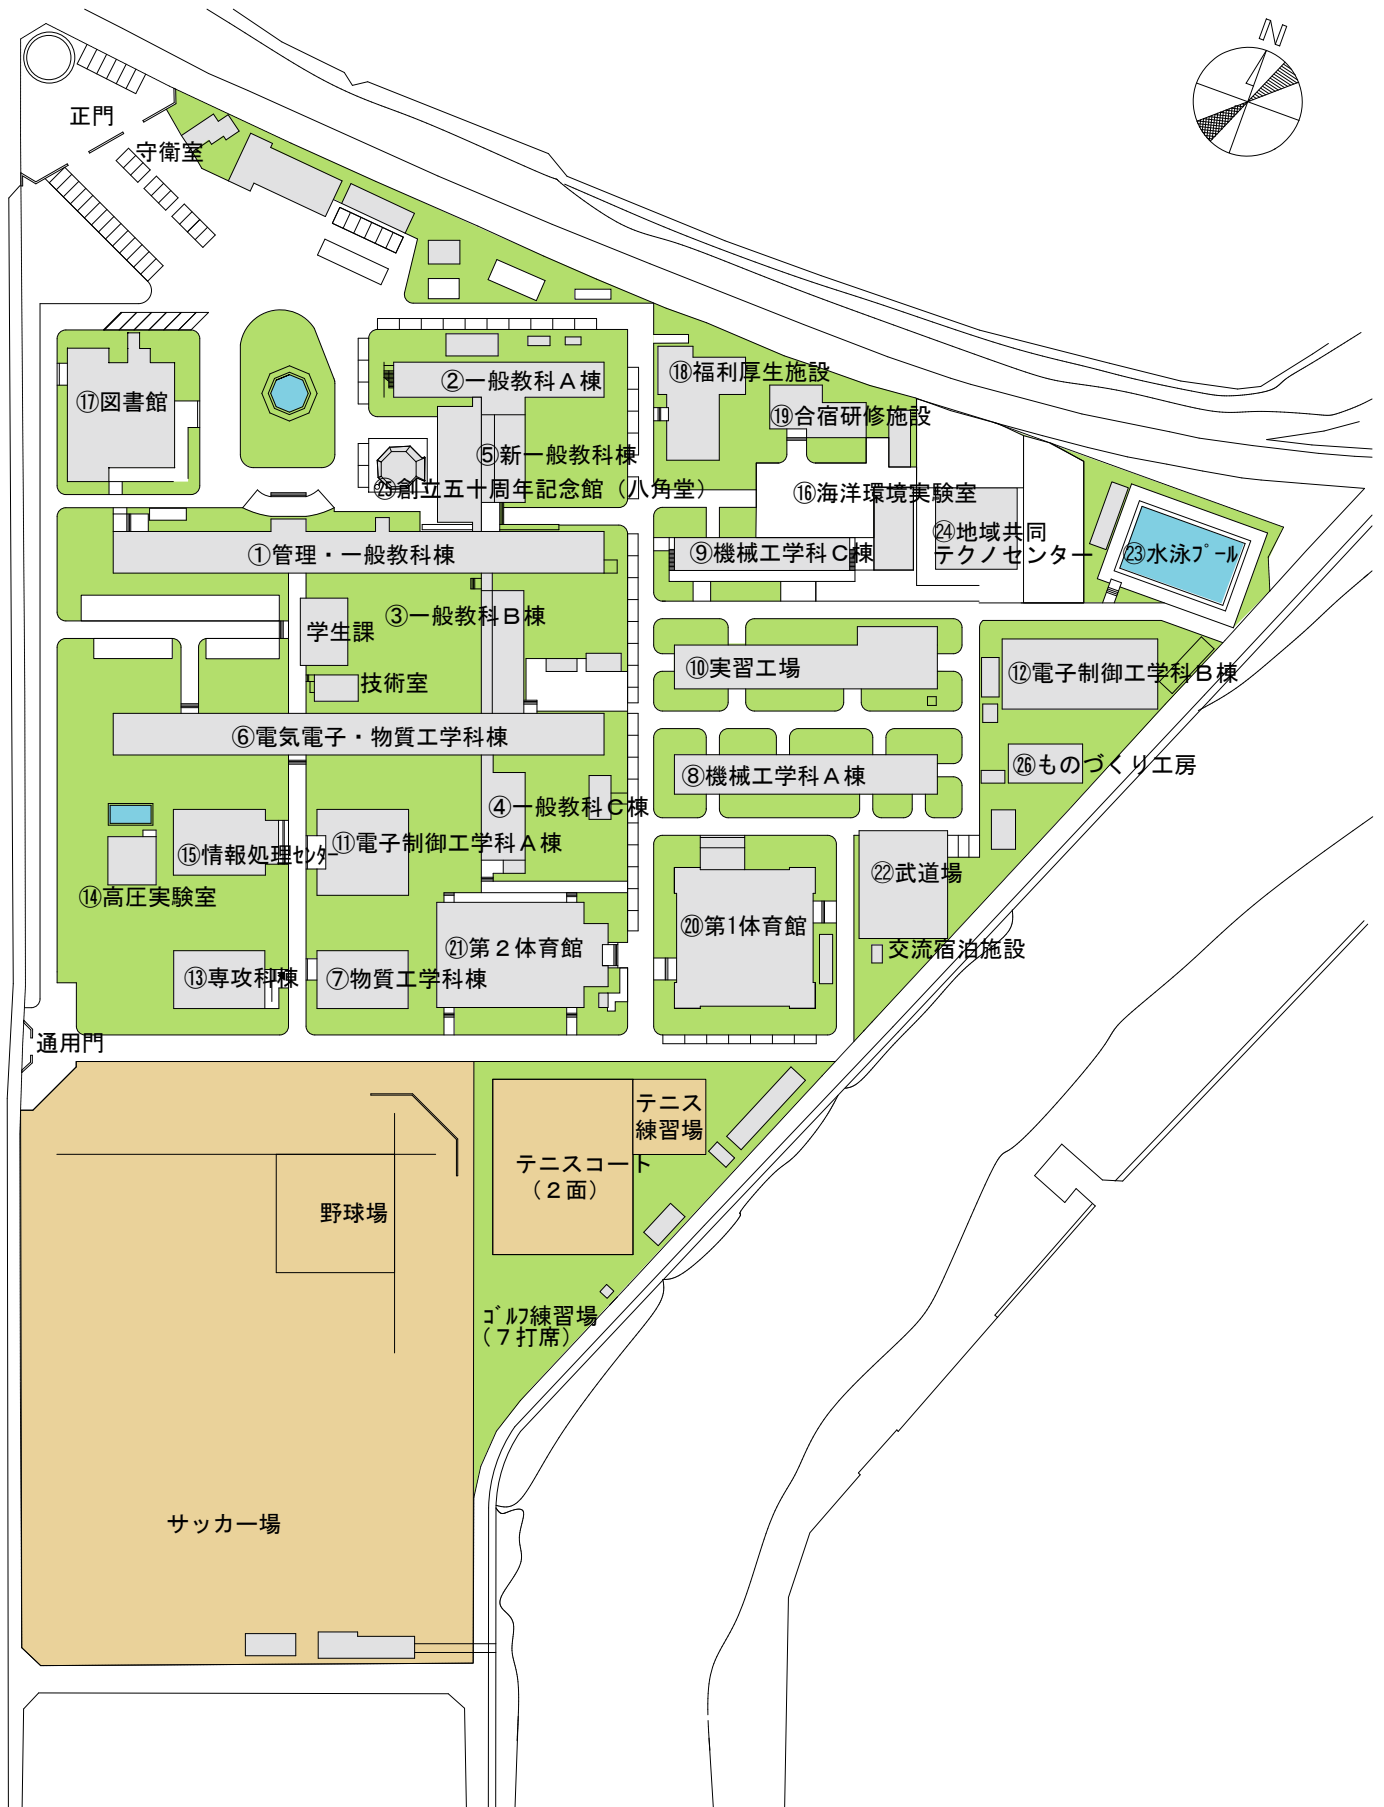 N
正門
守衛室
②一般教科Ａ棟
⑱福利厚生施設
⑰図書館
⑲合宿研修施設
⑤新一般教科棟
㉕創立五十周年記念館（八角堂）
⑯海洋環境実験室
㉔地域共同
テクノセンター
①管理・一般教科棟
⑨機械工学科Ｃ棟
㉓水泳ﾌﾟｰﾙ
③一般教科Ｂ棟
学生課
⑩実習工場
⑫電子制御工学科Ｂ棟
技術室
⑥電気電子・物質工学科棟
⑧機械工学科Ａ棟
㉖ものづくり工房
④一般教科Ｃ棟
⑪電子制御工学科Ａ棟
⑮情報処理ｾﾝﾀｰ
㉒武道場
⑭高圧実験室
⑳第1体育館
㉑第２体育館
交流宿泊施設
⑬専攻科棟
⑦物質工学科棟
通用門
テニス
練習場
テニスコート
（２面）
野球場
ｺﾞﾙﾌ練習場
（７打席）
サッカー場